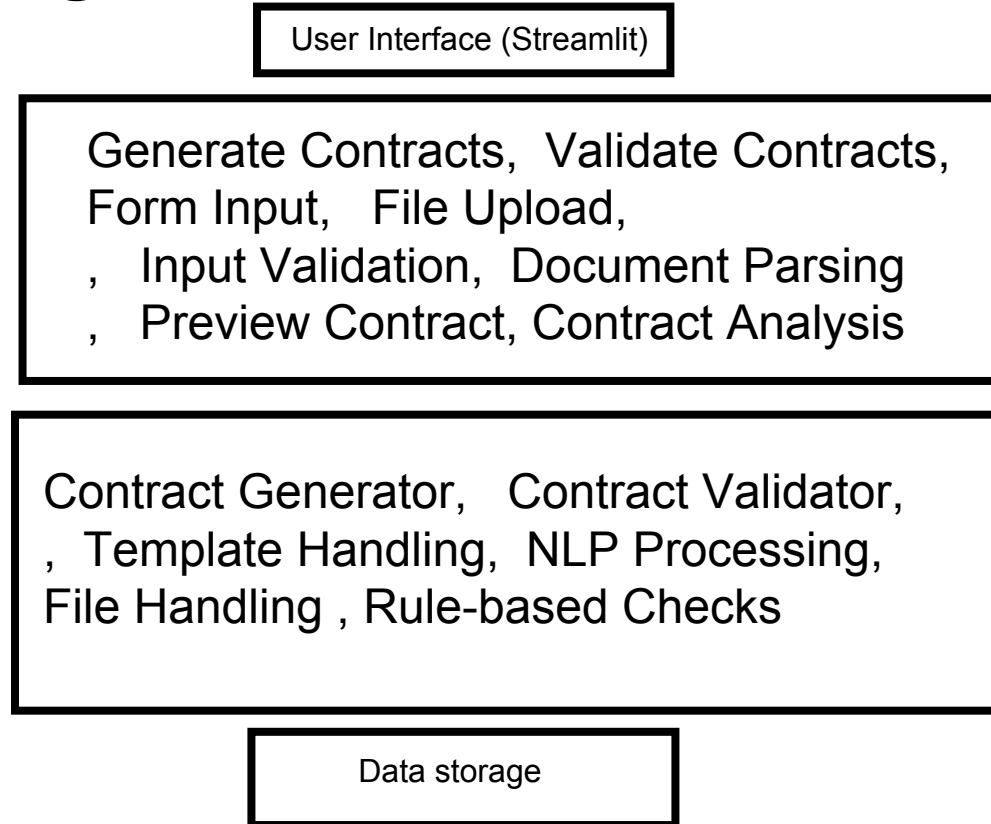 User Interface (Streamlit)
Generate Contracts, Validate Contracts,
Form Input, File Upload,
, Input Validation, Document Parsing
, Preview Contract, Contract Analysis
Contract Generator, Contract Validator,
, Template Handling, NLP Processing,
File Handling , Rule-based Checks
Data storage